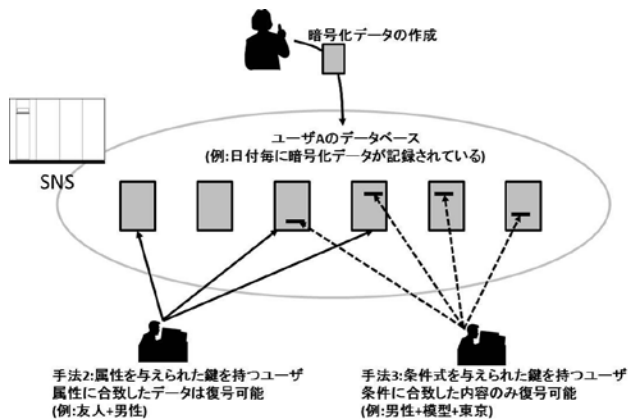 暗号化データの作成
ユーザAのデータベース
(例:日付毎に暗号化データが記録されている)
SNS
手法2:属性を与えられた鍵を持つユーザ
属性に合致したデータは復号可能
(例:友人+男性)
手法3:条件式を与えられた鍵を持つユーザ
条件に合致した内容のみ復号可能
(例:男性+模型+東京)